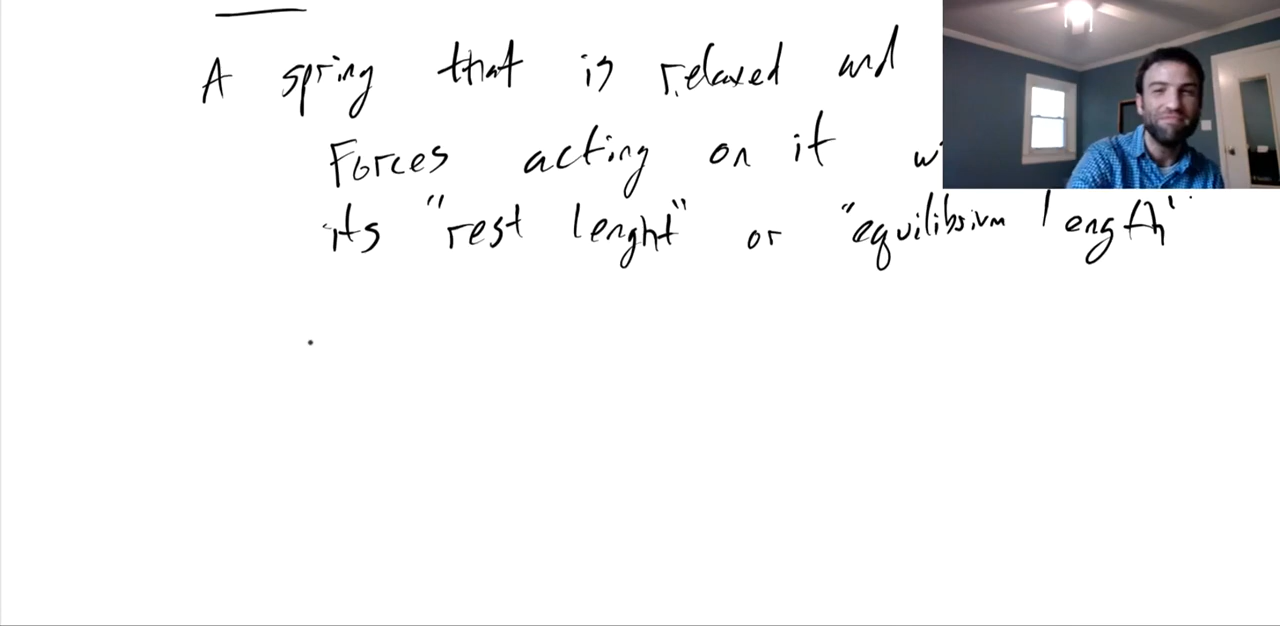 A spring that is relaxed and
Forces acting on it
its "rest lenght" or "equilibrium length"